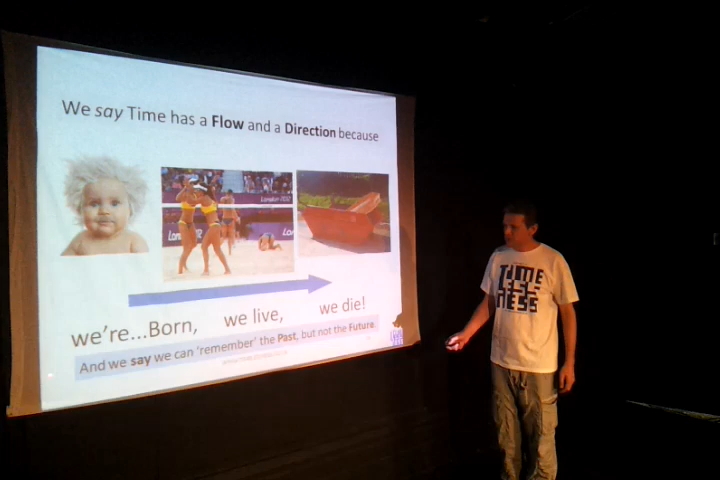 We say Time has a Flow and a Direction because
London 2012
we're...Born, we live, we die!
And we say we can 'remember' the Past, but not the Future.
TIME
LESS
NESS